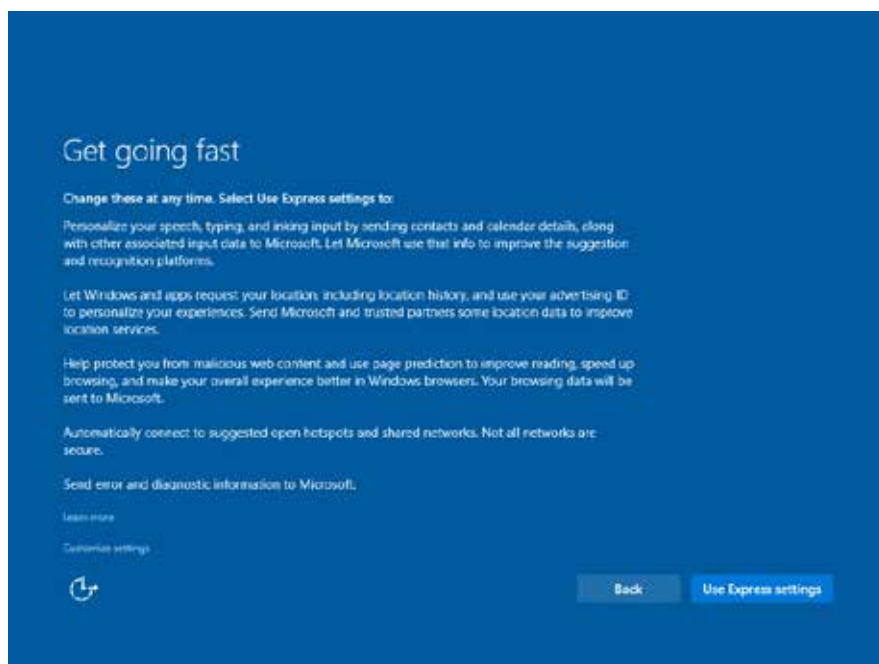 Get going fast
Change these at any time. Select Use Express settings to:
Personalize your speech, typing, and inking input by sending contacts and calendar details, along
with other associated input data to Microsoft. Let Microsoft use that info to improve the suggestion
and recognition platforms.
Let Windows and apps request your location, including location history, and use your advertising ID
to personalize your experiences. Send Microsoft and trusted partners some location data to improve
location services.
Help protect you from malicious web content and use page prediction to improve reading, speed up
browsing, and make your overall experience better in Windows browsers. Your browsing data will be
sent to Microsoft.
Automatically connect to suggested open hotspots and shared networks. Not all networks are
secure.
Send error and diagnostic information to Microsoft.
Learn more
Customize settings
Back
Use Express settings